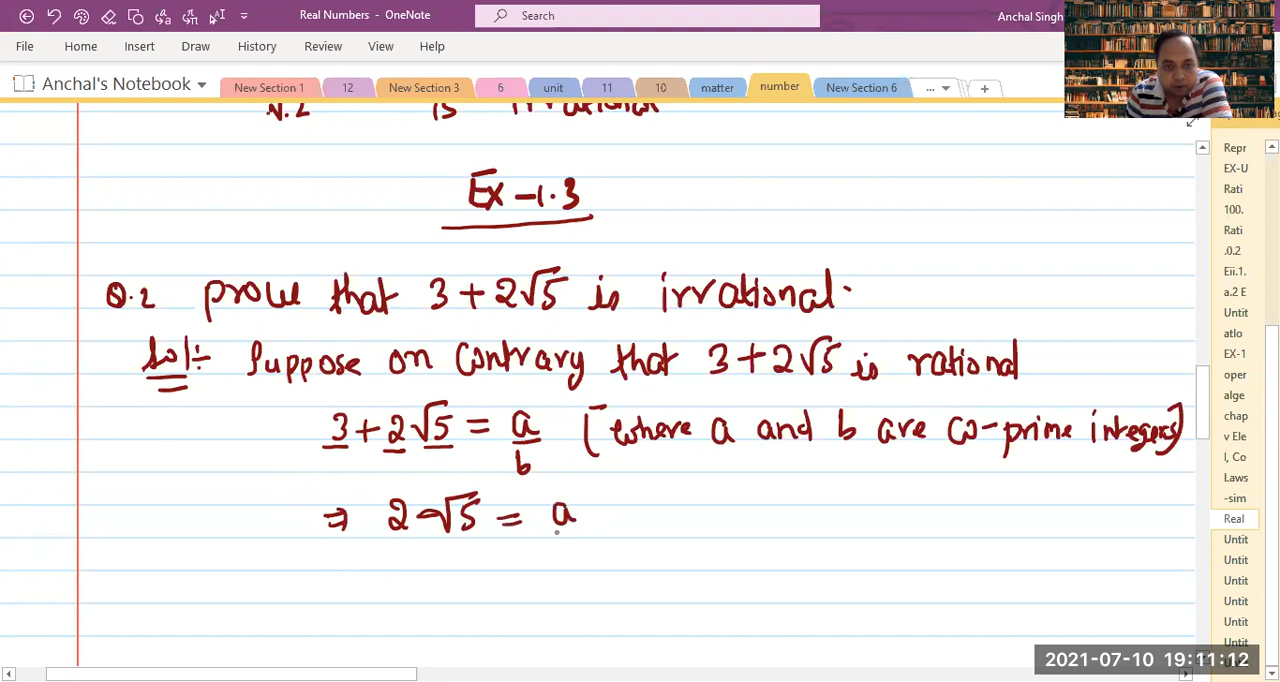 Real Numbers - OneNote
Search
Anchal Singh
File Home Insert Draw History Review View Help
Anchal's Notebook
New Section 1 12 New Section 3 6 unit 11 10 matter number New Section 6 ...
is irrational
Ex - 1.3
Q.2 prove that 3 + 2√5 is irrational.
Sol:- Suppose on contrary that 3 + 2√5 is rational
3 + 2√5 = a/b [where a and b are co-prime integers]
⇒ 2√5 = a
Repr
EX-U
Rati
100.
Rati
.0.2
Eii.1.
a.2 E
Untit
atlo
EX-1
oper
alge
chap
v Ele
l, Co
Laws
-sim
Real
Untit
Untit
Untit
Untit
Untit
Untit
2021-07-10 19:11:12